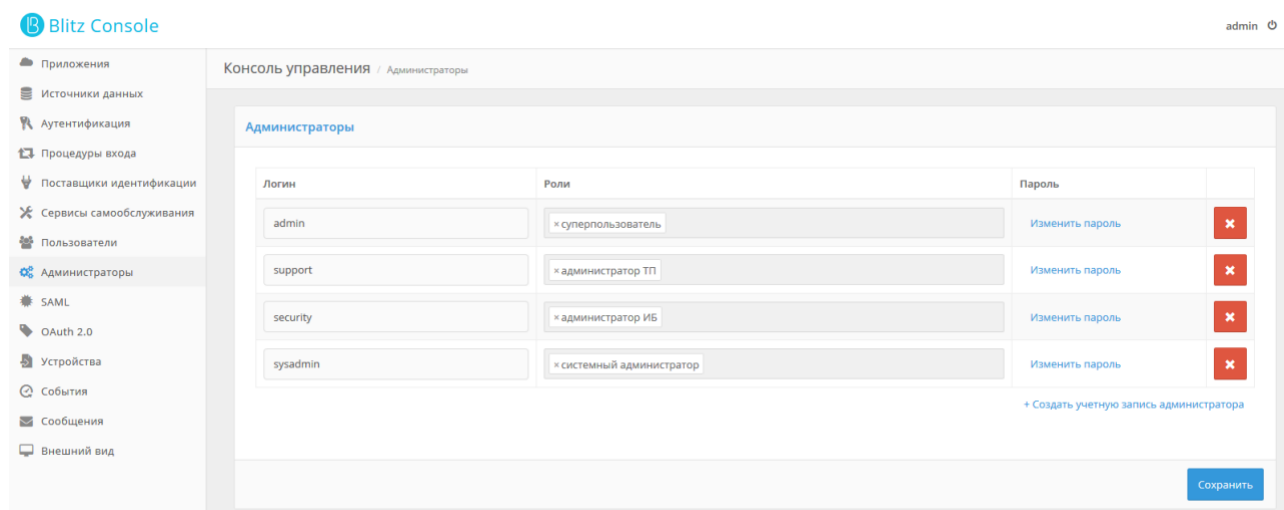 Blitz Console
admin
Приложения
Источники данных
Аутентификация
Процедуры входа
Поставщики идентификации
Сервисы самообслуживания
Пользователи
Администраторы
SAML
OAuth 2.0
Устройства
События
Сообщения
Внешний вид
Консоль управления / Администраторы
Администраторы
Логин Роли Пароль
admin × суперпользователь Изменить пароль
support × администратор ТП Изменить пароль
security × администратор ИБ Изменить пароль
sysadmin × системный администратор Изменить пароль
+ Создать учетную запись администратора
Сохранить